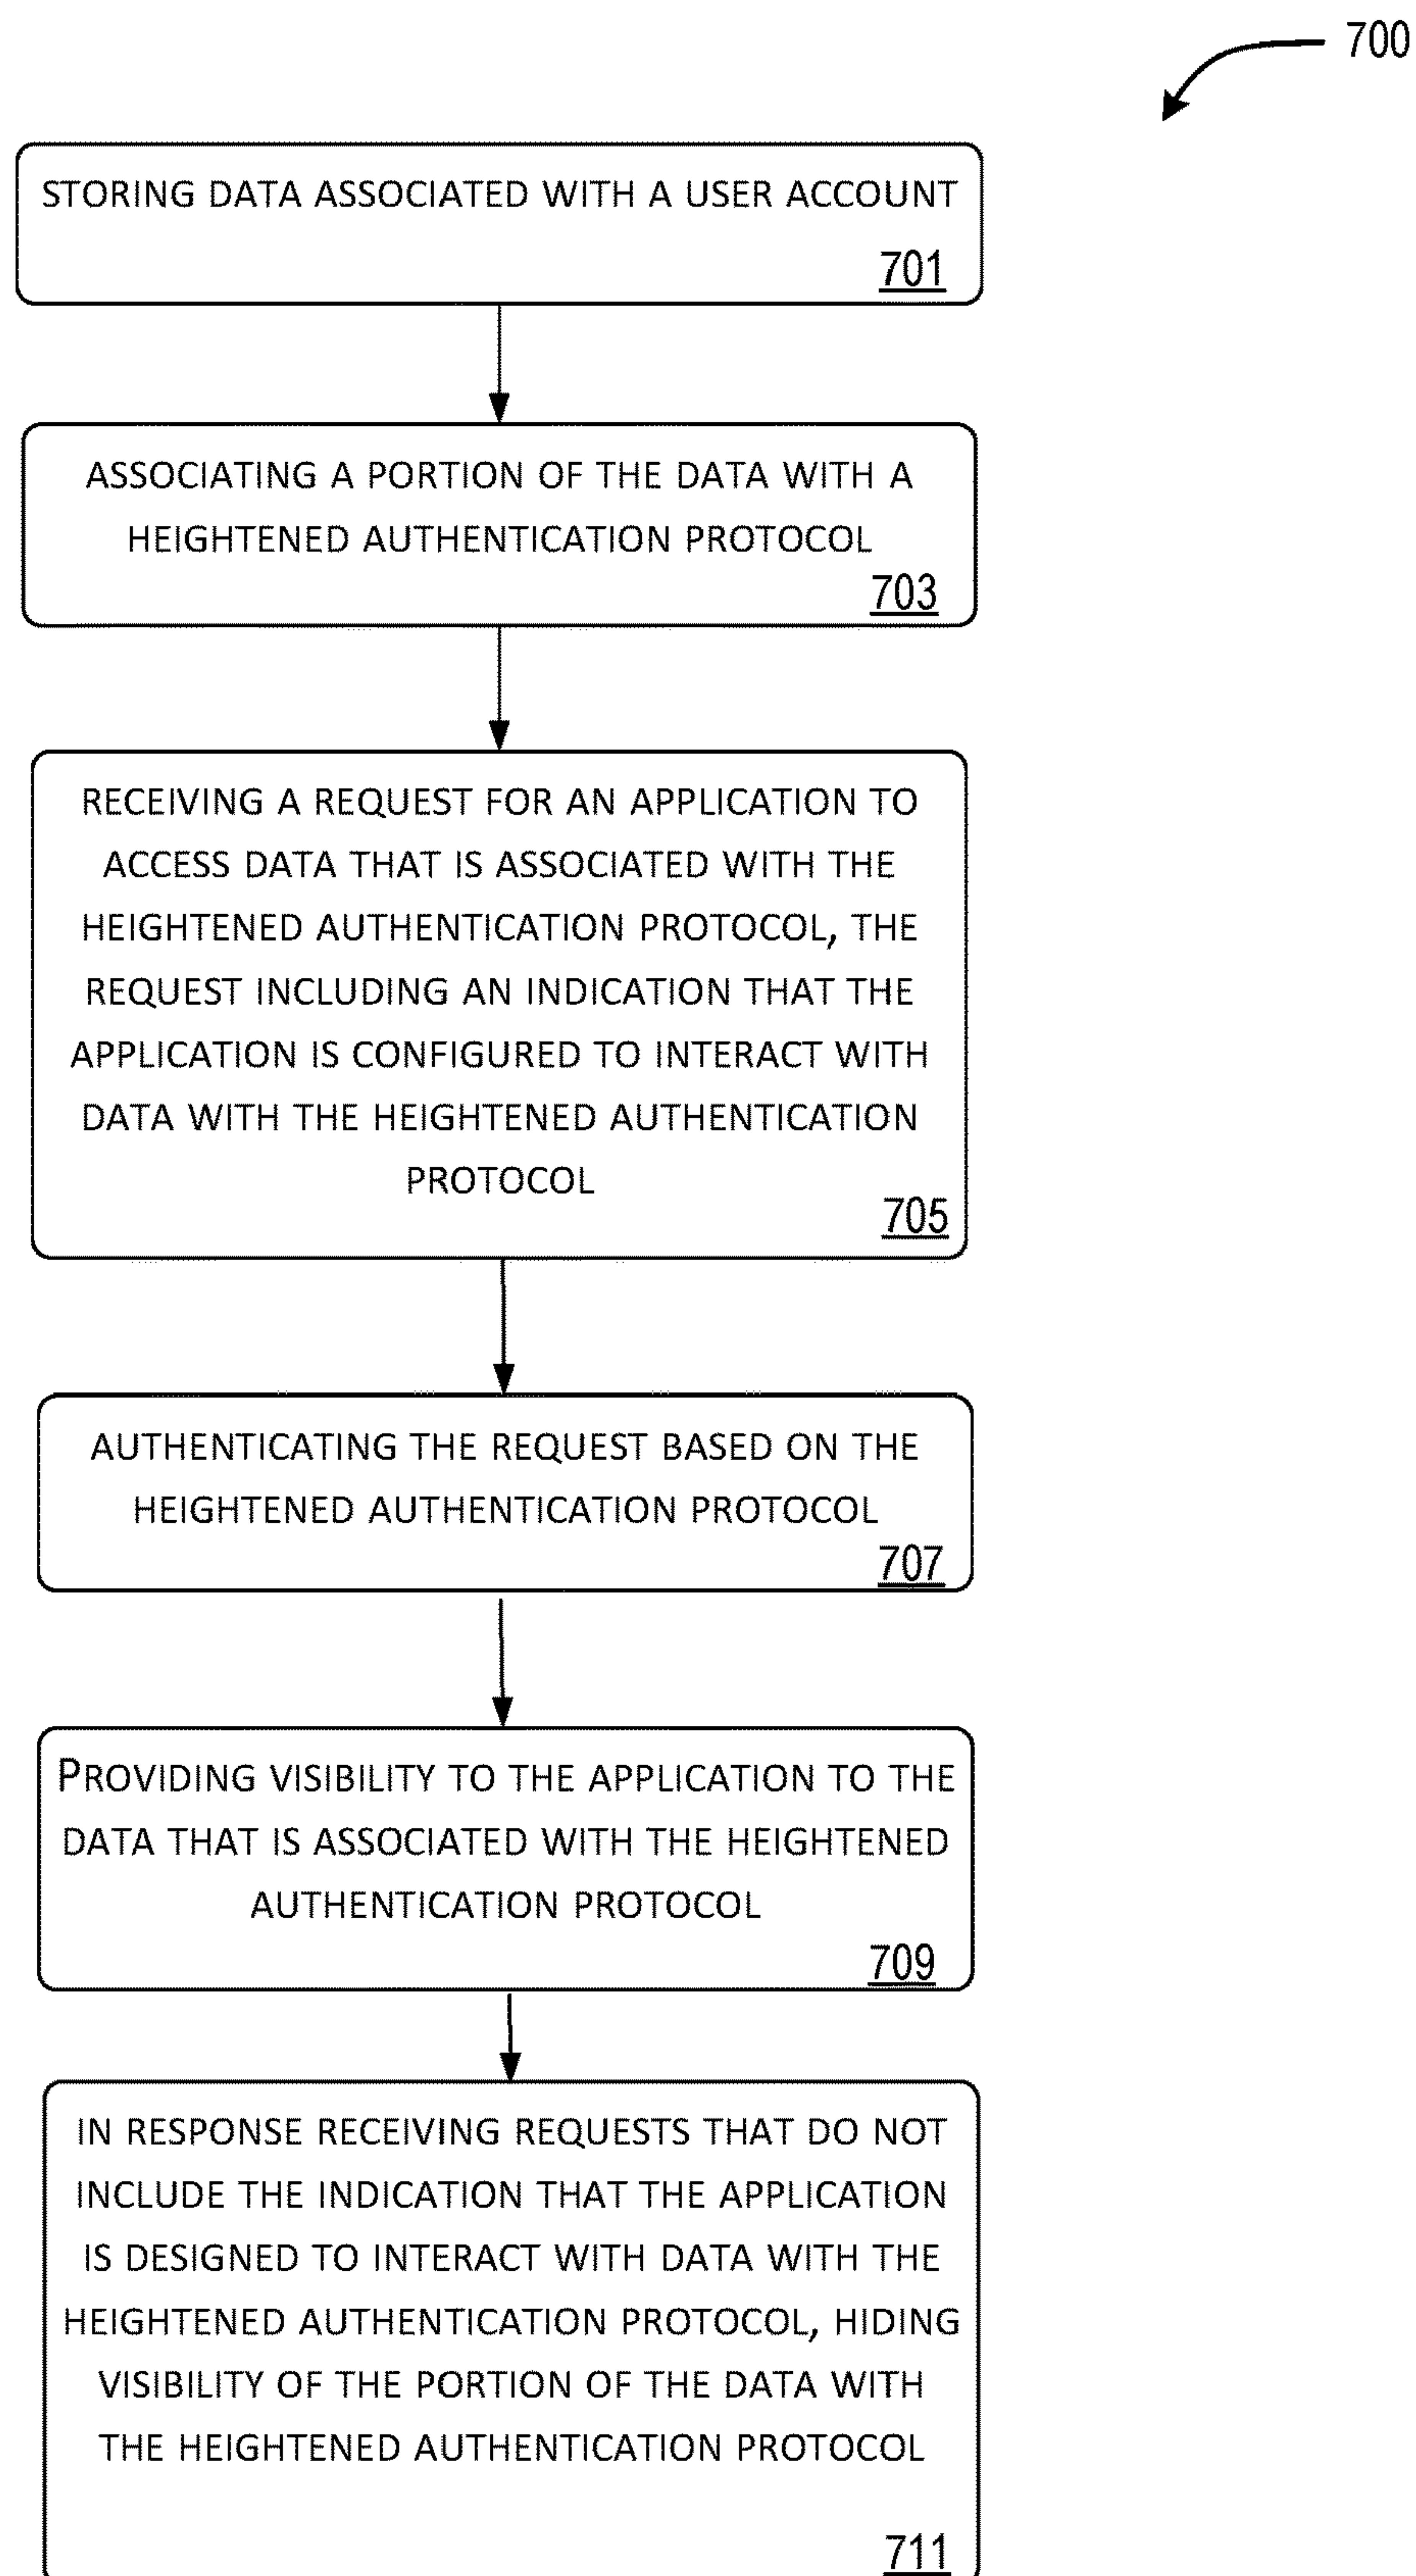 700
STORING DATA ASSOCIATED WITH A USER ACCOUNT
701
ASSOCIATING A PORTION OF THE DATA WITH A
HEIGHTENED AUTHENTICATION PROTOCOL
703
RECEIVING A REQUEST FOR AN APPLICATION TO
ACCESS DATA THAT IS ASSOCIATED WITH THE
HEIGHTENED AUTHENTICATION PROTOCOL, THE
REQUEST INCLUDING AN INDICATION THAT THE
APPLICATION IS CONFIGURED TO INTERACT WITH
DATA WITH THE HEIGHTENED AUTHENTICATION
PROTOCOL
705
AUTHENTICATING THE REQUEST BASED ON THE
HEIGHTENED AUTHENTICATION PROTOCOL
707
PROVIDING VISIBILITY TO THE APPLICATION TO THE
DATA THAT IS ASSOCIATED WITH THE HEIGHTENED
AUTHENTICATION PROTOCOL
709
IN RESPONSE RECEIVING REQUESTS THAT DO NOT
INCLUDE THE INDICATION THAT THE APPLICATION
IS DESIGNED TO INTERACT WITH DATA WITH THE
HEIGHTENED AUTHENTICATION PROTOCOL, HIDING
VISIBILITY OF THE PORTION OF THE DATA WITH
THE HEIGHTENED AUTHENTICATION PROTOCOL
711